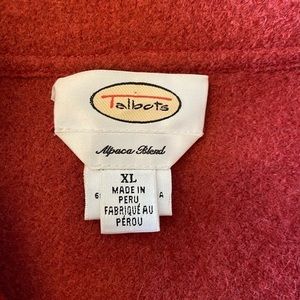 Talbots
Alpaca Blend
XL
MADE IN
PERU
FABRIQUÉ AU
PÉROU